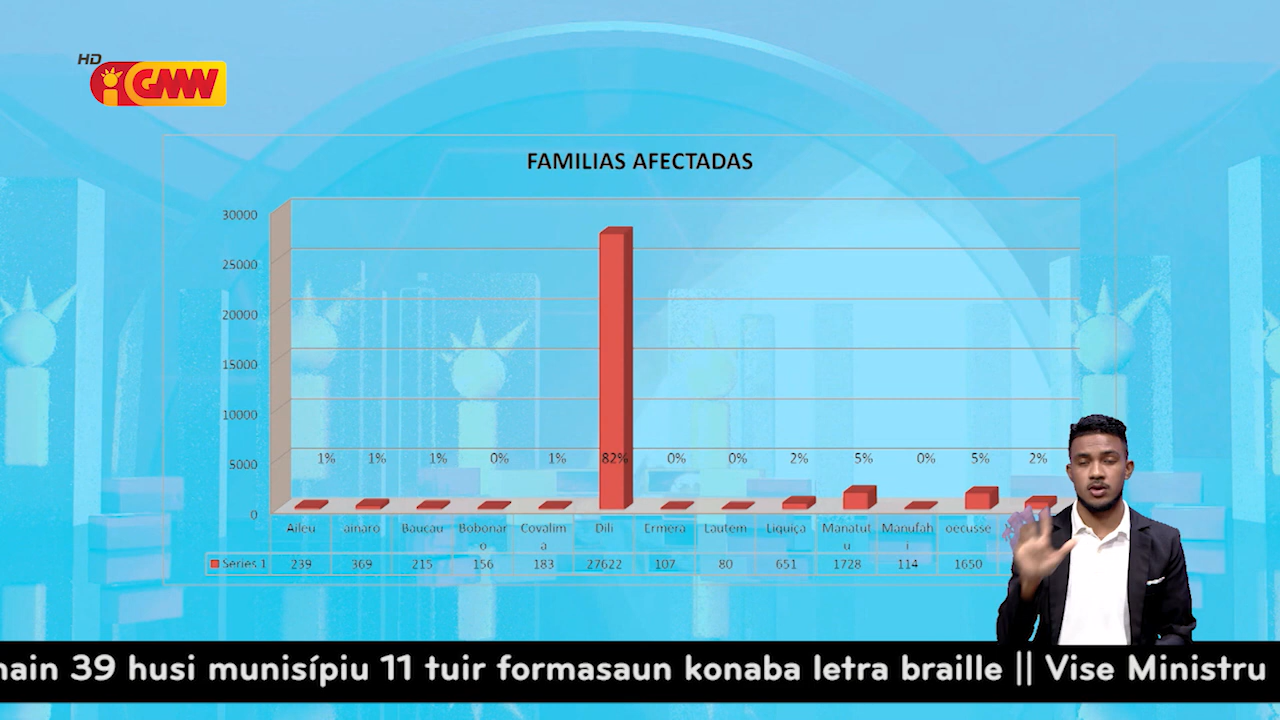 HD
GMN
FAMILIAS AFECTADAS
30000
25000
20000
15000
10000
5000
0
1% 1% 1% 0% 1% 82% 0% 0% 2% 5% 0% 5% 2%
Aileu ainaro Baucau Bobonar Covalim Dili Ermera Lautem Liquiça Manatut Manufah oecusse
o a u i
Series 1 239 369 215 156 183 27622 107 80 651 1728 114 1650
nain 39 husi munisípiu 11 tuir formasaun konaba letra braille || Vise Ministru